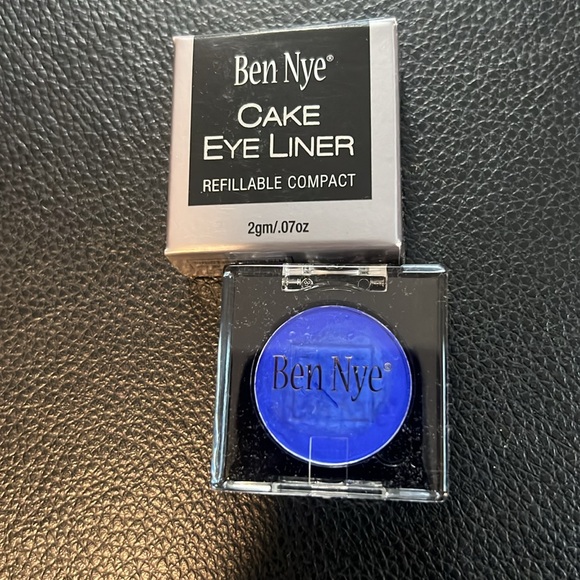 Ben Nye®
CAKE
EYE LINER
REFILLABLE COMPACT
2gm/.07oz
Ben Nye®